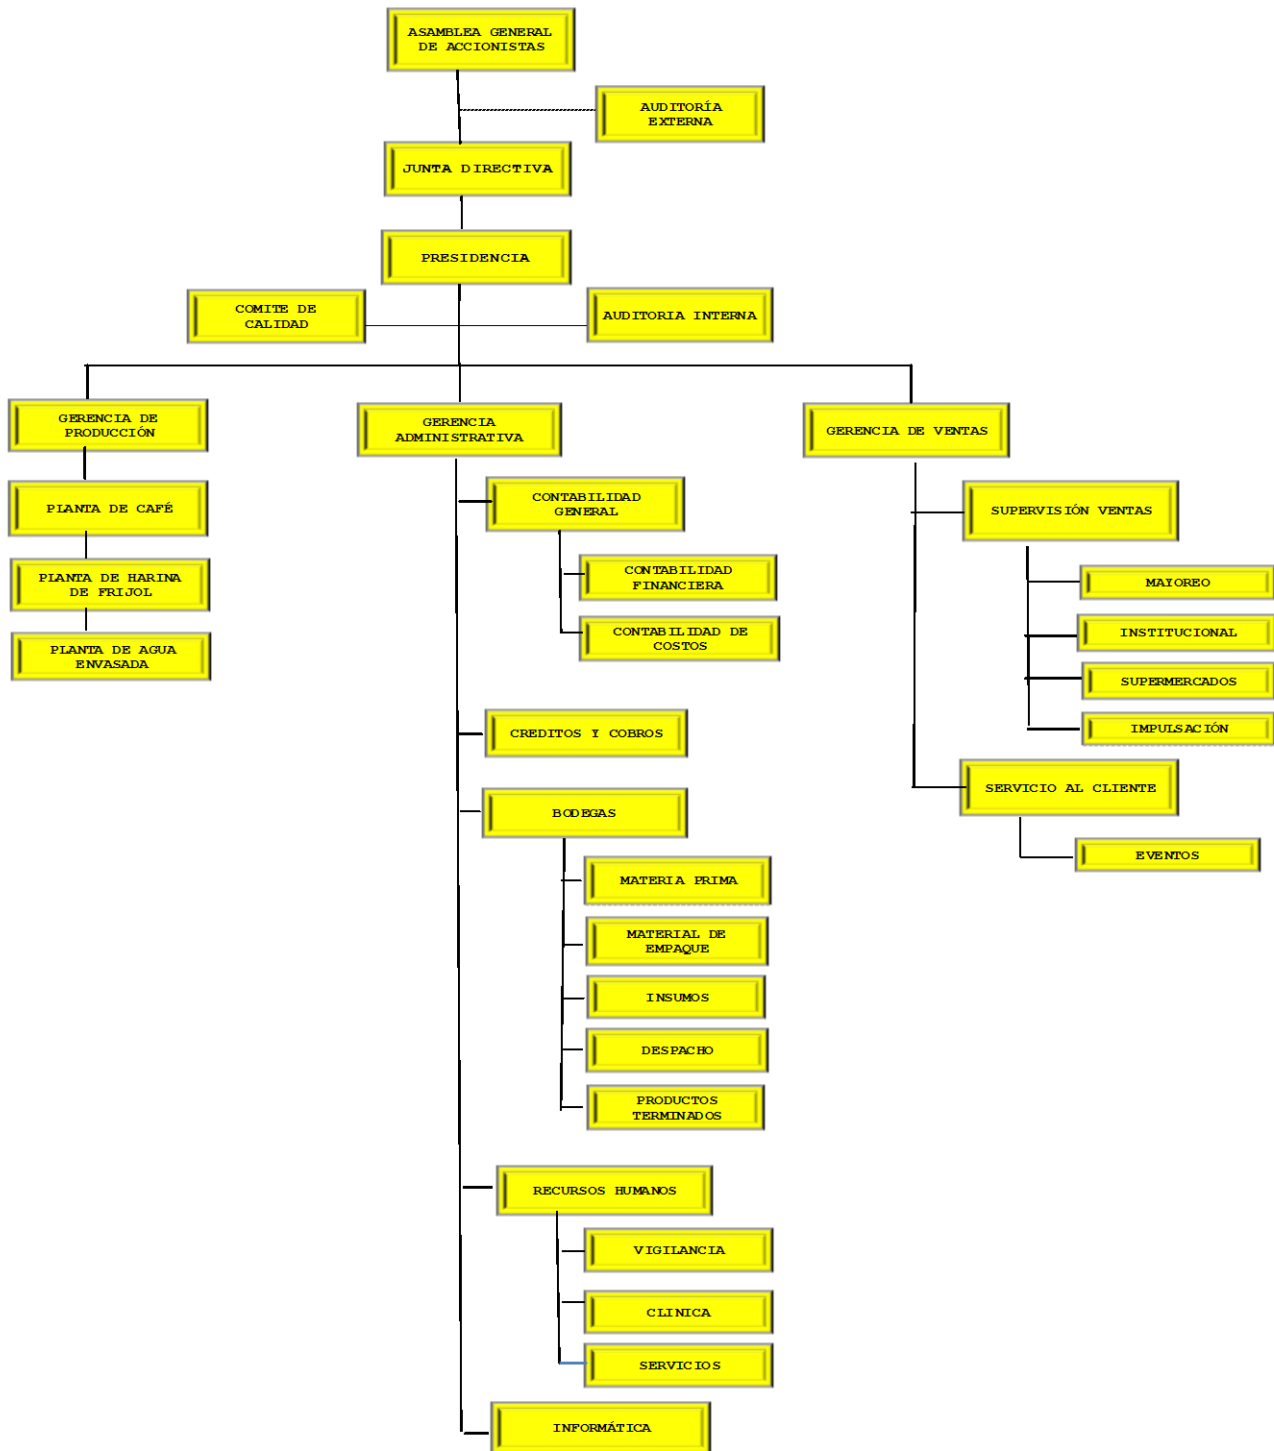 ASAMBLEA GENERAL
DE ACCIONISTAS
AUDITORÍA
EXTERNA
JUNTA DIRECTIVA
PRESIDENCIA
COMITE DE
CALIDAD
AUDITORIA INTERNA
GERENCIA DE
PRODUCCIÓN
GERENCIA
ADMINISTRATIVA
GERENCIA DE VENTAS
PLANTA DE CAFÉ
PLANTA DE HARINA
DE FRIJOL
PLANTA DE AGUA
ENVASADA
CONTABILIDAD
GENERAL
CONTABILIDAD
FINANCIERA
CONTABILIDAD DE
COSTOS
CREDITOS Y COBROS
BODEGAS
MATERIA PRIMA
MATERIAL DE
EMPAQUE
INSUMOS
DESPACHO
PRODUCTOS
TERMINADOS
RECURSOS HUMANOS
VIGILANCIA
CLINICA
SERVICIOS
INFORMÁTICA
SUPERVISIÓN VENTAS
MAYOREO
INSTITUCIONAL
SUPERMERCADOS
IMPULSACIÓN
SERVICIO AL CLIENTE
EVENTOS